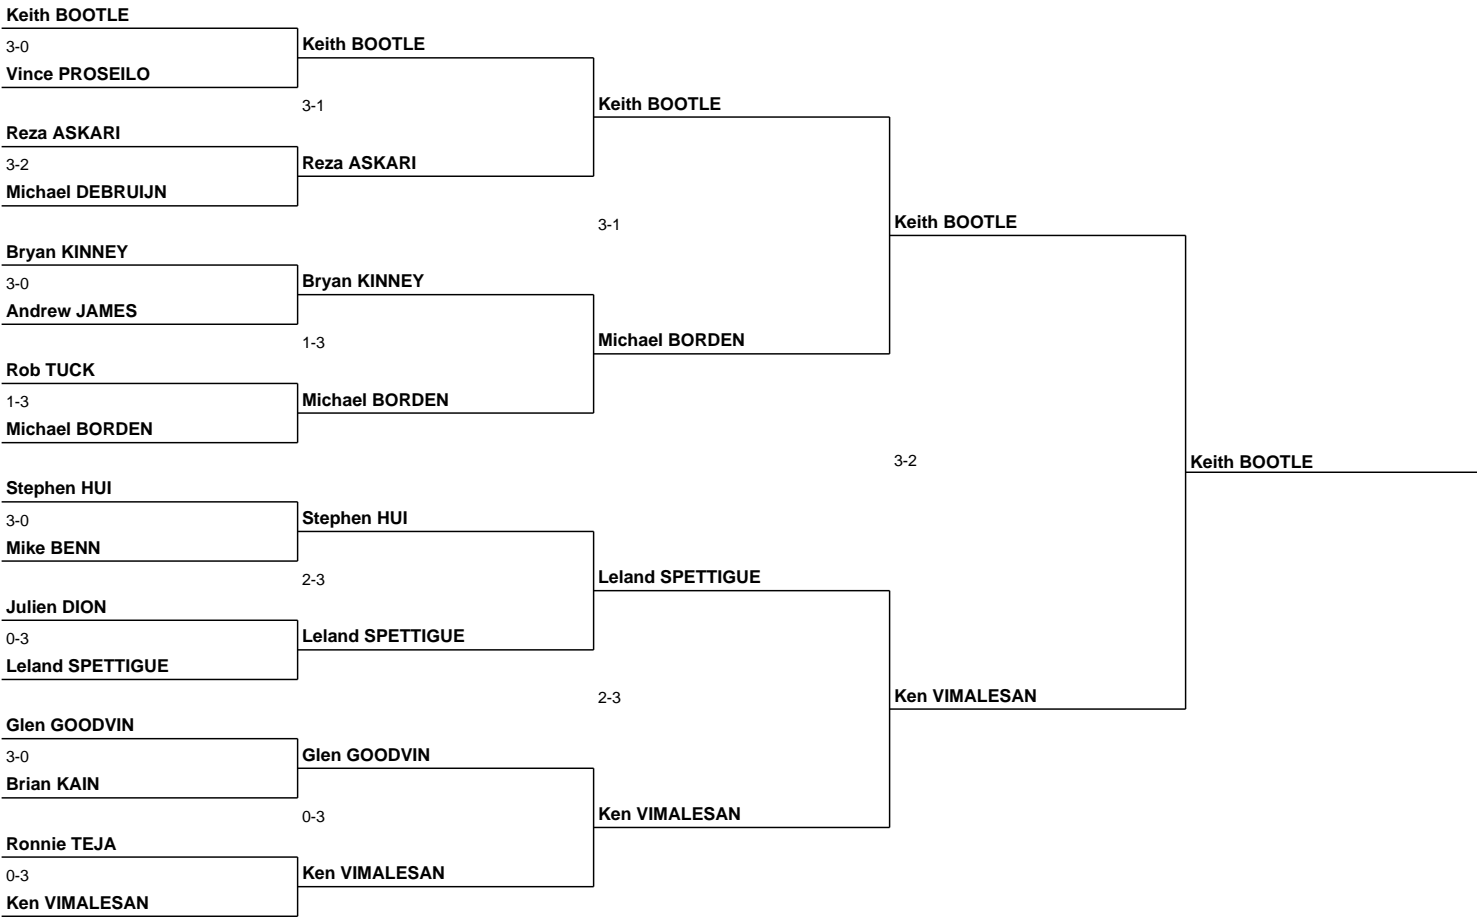 Keith BOOTLE
3-0
Vince PROSEILO
Reza ASKARI
3-2
Michael DEBRUIJN
Bryan KINNEY
3-0
Andrew JAMES
Rob TUCK
1-3
Michael BORDEN
Stephen HUI
3-0
Mike BENN
Julien DION
0-3
Leland SPETTIGUE
Glen GOODVIN
3-0
Brian KAIN
Ronnie TEJA
0-3
Ken VIMALESAN
Keith BOOTLE
3-1
Reza ASKARI
Bryan KINNEY
1-3
Michael BORDEN
Stephen HUI
2-3
Leland SPETTIGUE
Glen GOODVIN
0-3
Ken VIMALESAN
Keith BOOTLE
3-1
Michael BORDEN
Leland SPETTIGUE
2-3
Ken VIMALESAN
Keith BOOTLE
3-2
Ken VIMALESAN
Keith BOOTLE